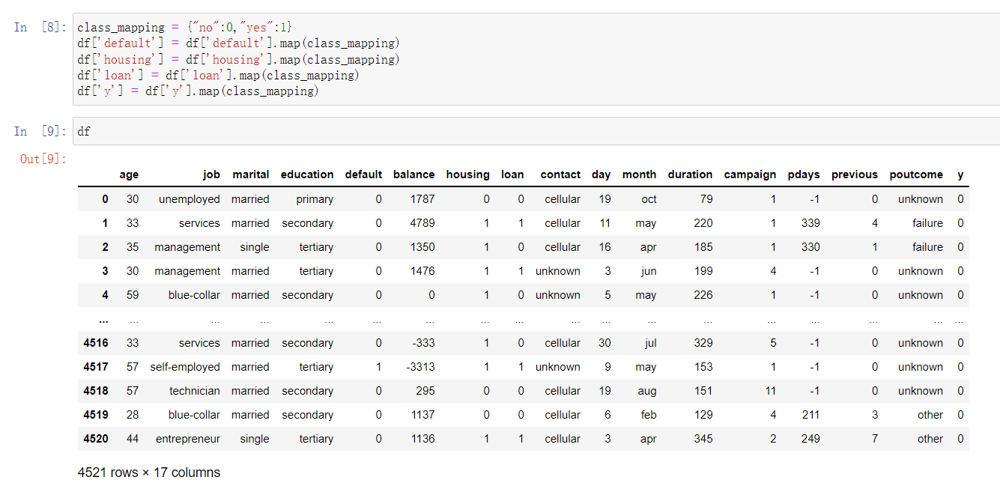 In [8]: class_mapping = {"no":0,"yes":1}
df['default'] = df['default'].map(class_mapping)
df['housing'] = df['housing'].map(class_mapping)
df['loan'] = df['loan'].map(class_mapping)
df['y'] = df['y'].map(class_mapping)
In [9]: df
Out[9]:
age job marital education default balance housing loan contact day month duration campaign pdays previous poutcome y
0 30 unemployed married primary 0 1787 0 0 cellular 19 oct 79 1 -1 0 unknown 0
1 33 services married secondary 0 4789 1 1 cellular 11 may 220 1 339 4 failure 0
2 35 management single tertiary 0 1350 1 0 cellular 16 apr 185 1 330 1 failure 0
3 30 management married tertiary 0 1476 1 1 unknown 3 jun 199 4 -1 0 unknown 0
4 59 blue-collar married secondary 0 0 1 0 unknown 5 may 226 1 -1 0 unknown 0
... ... ... ... ... ... ... ... ... ... ... ... ... ... ... ... ... ...
4516 33 services married secondary 0 -333 1 0 cellular 30 jul 329 5 -1 0 unknown 0
4517 57 self-employed married tertiary 1 -3313 1 1 unknown 9 may 153 1 -1 0 unknown 0
4518 57 technician married secondary 0 295 0 0 cellular 19 aug 151 11 -1 0 unknown 0
4519 28 blue-collar married secondary 0 1137 0 0 cellular 6 feb 129 4 211 3 other 0
4520 44 entrepreneur single tertiary 0 1136 1 1 cellular 3 apr 345 2 249 7 other 0
4521 rows × 17 columns